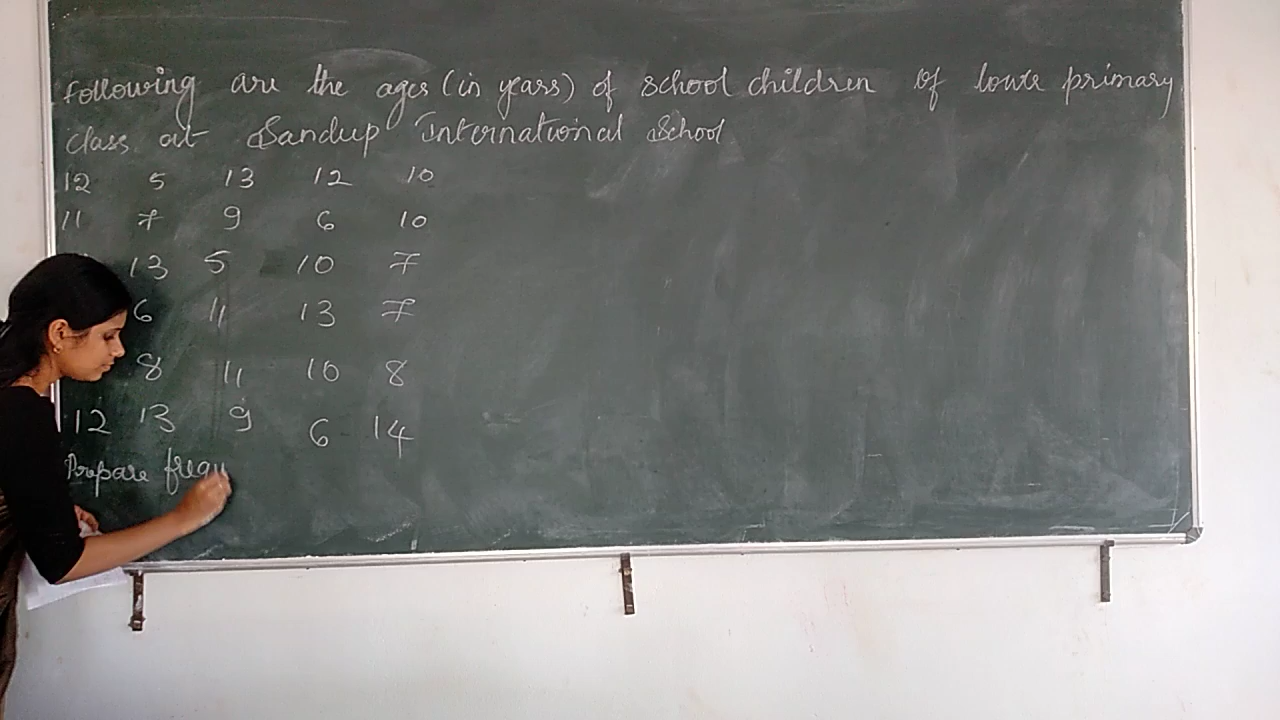 Following are the ages (in years) of school children of lower primary
class at Sandup International School
12 5 13 12 10
11 7 9 6 10
13 5 10 7
6 11 13 7
8 11 10 8
12 13 9 6 14
Prepare frequ